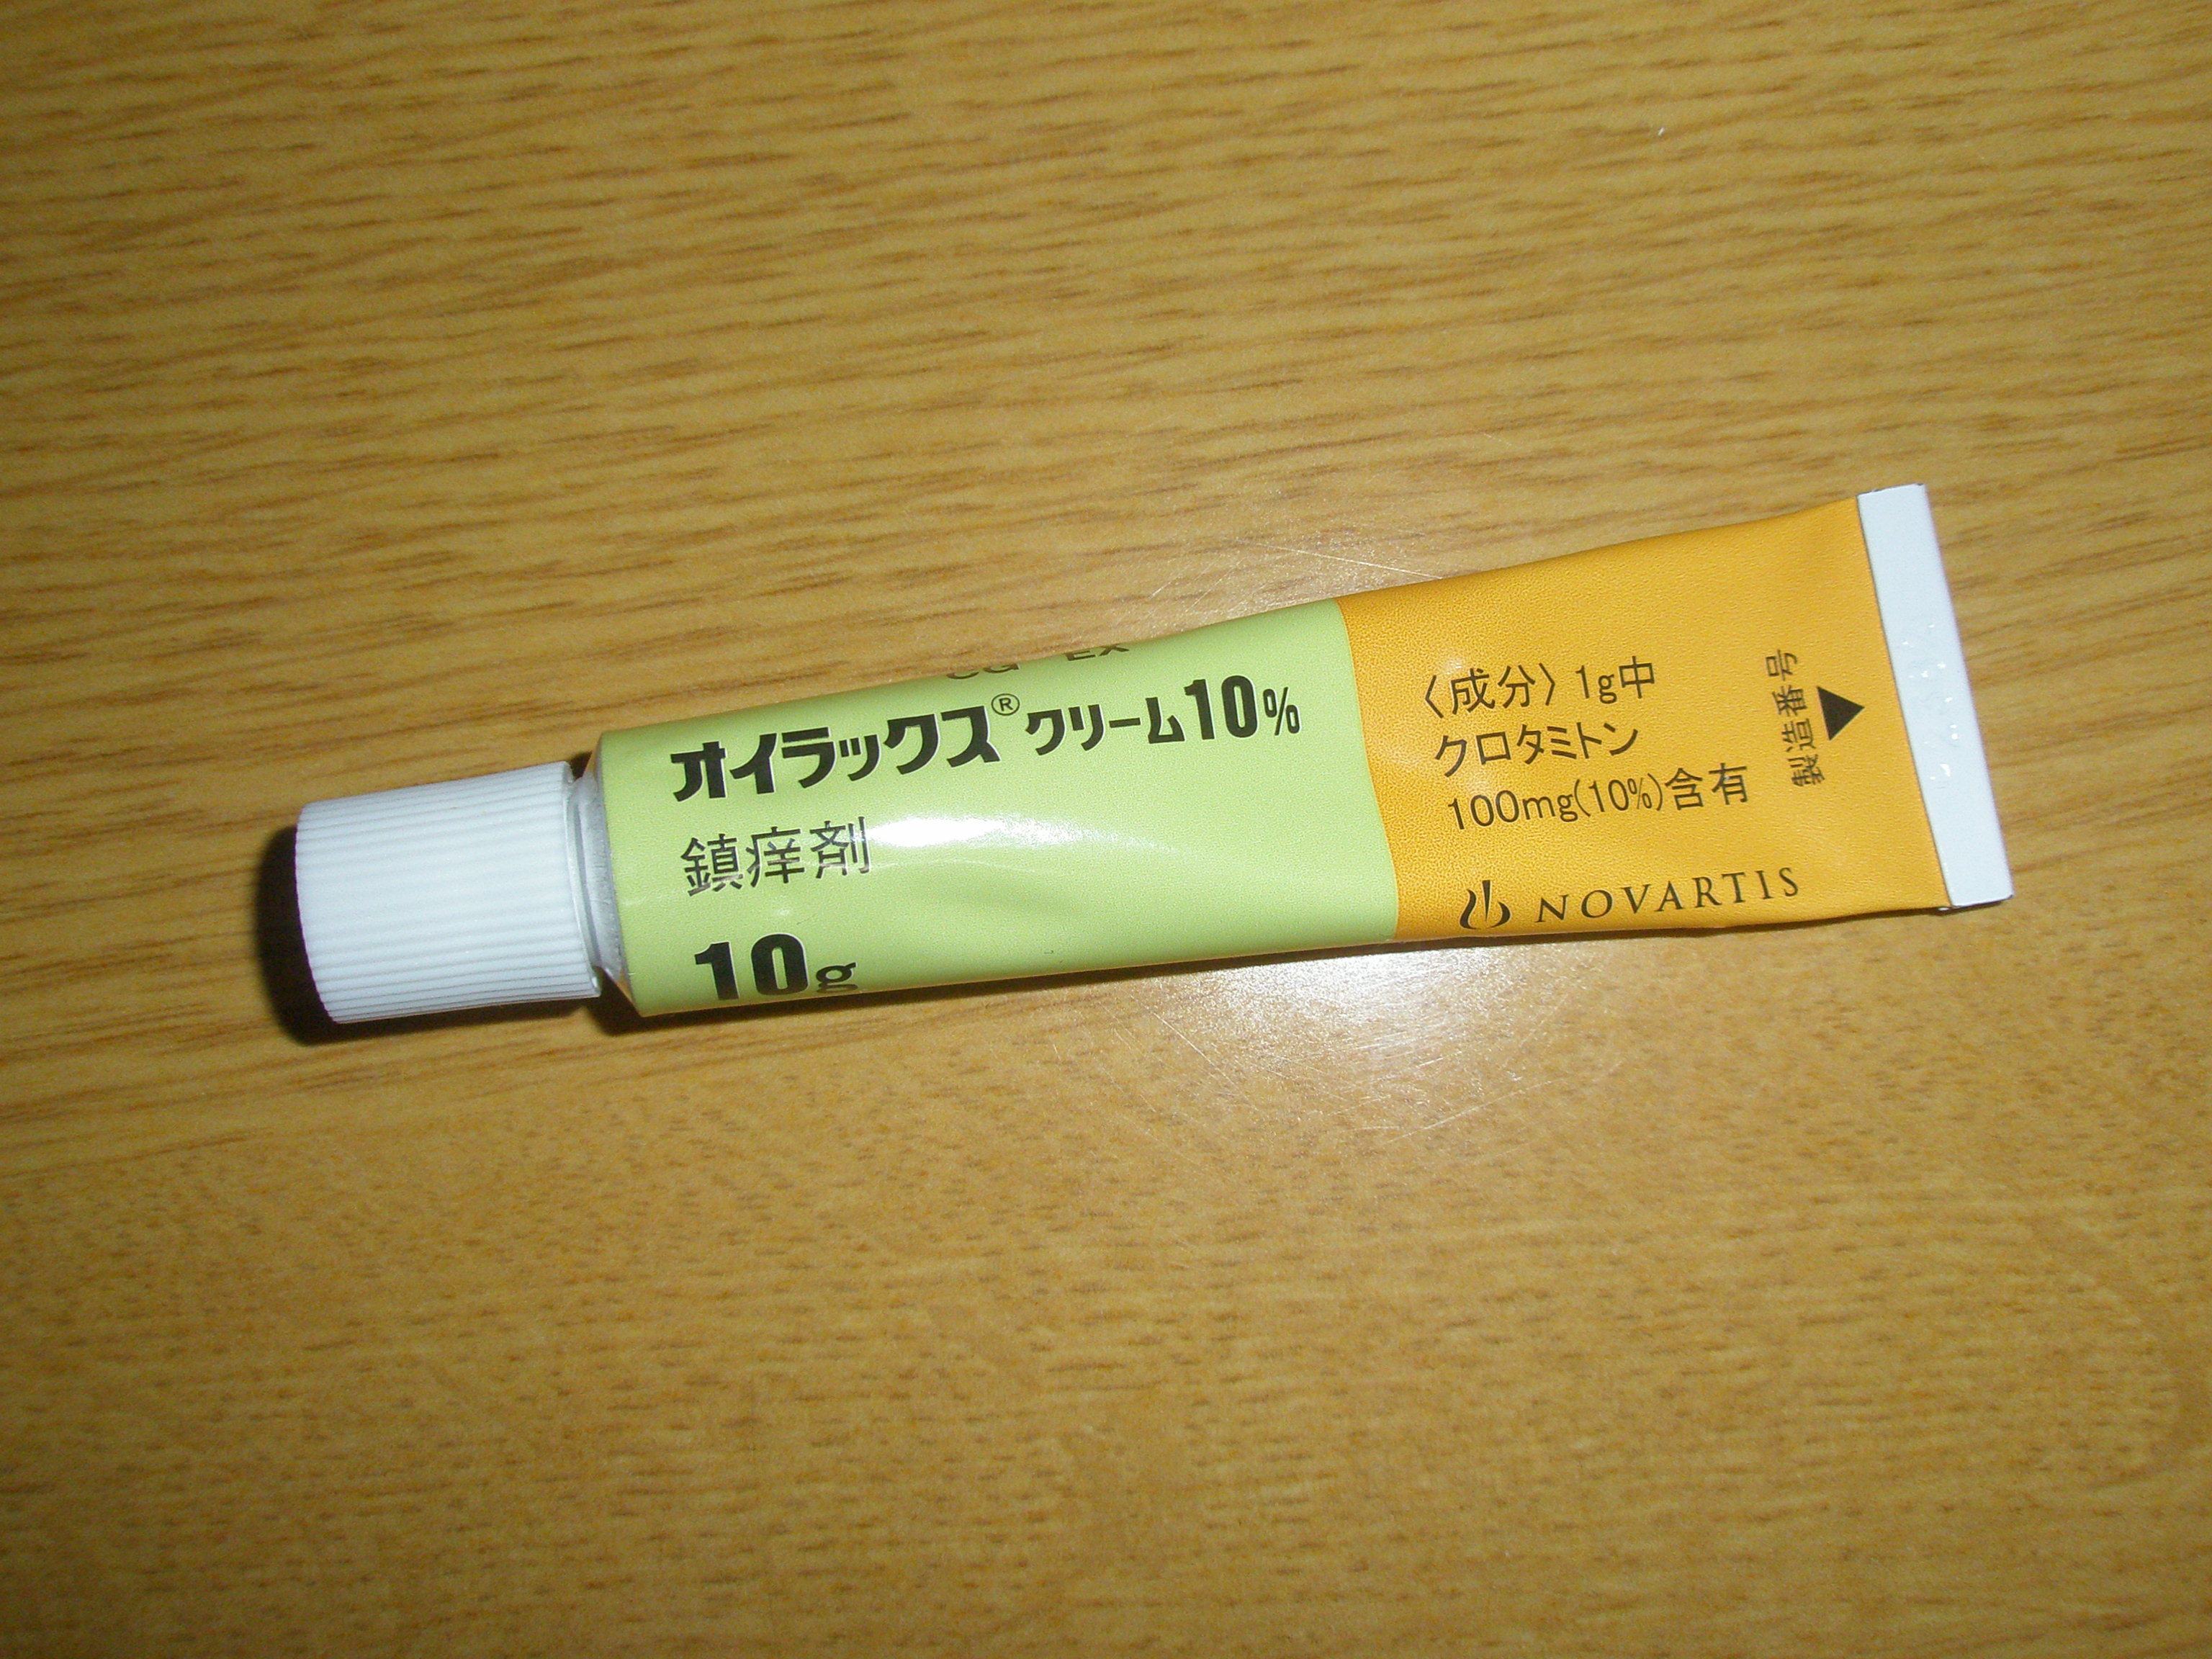 オイラックス®クリーム10%
鎮痒剤
10g
〈成分〉1g中
クロタミトン
100mg(10%)含有
NOVARTIS
製造番号